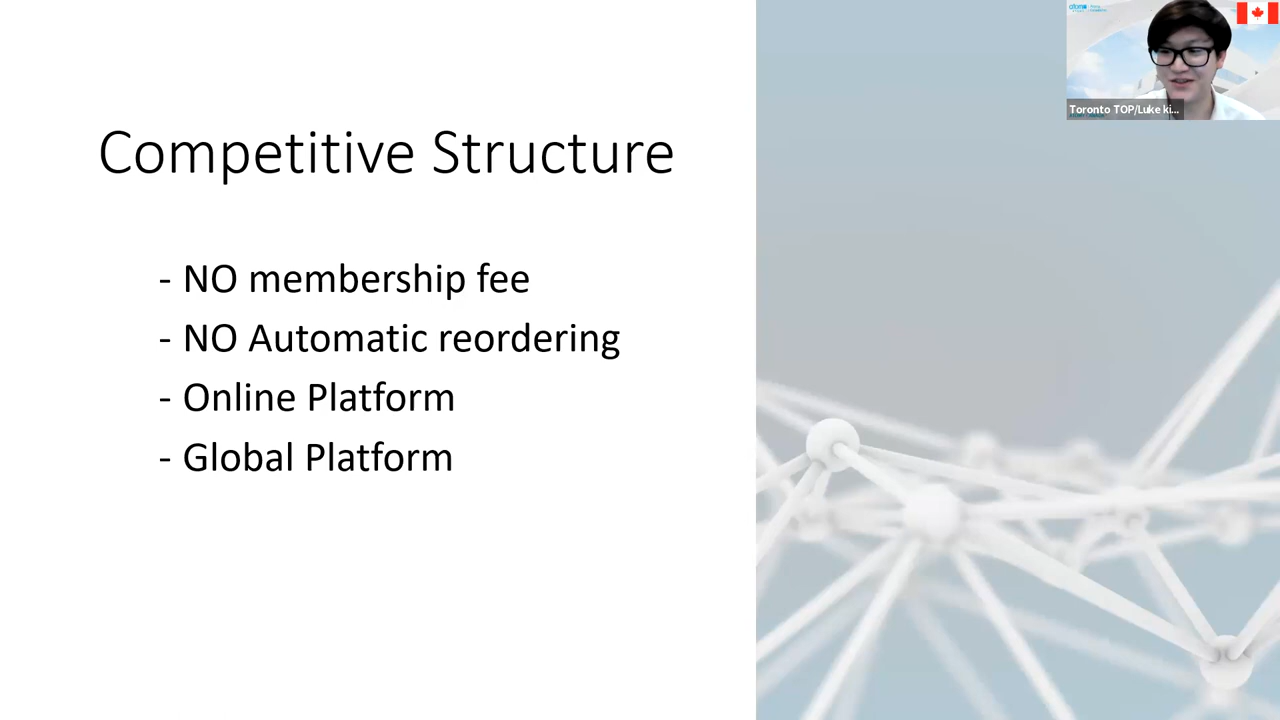 Competitive Structure
- NO membership fee
- NO Automatic reordering
- Online Platform
- Global Platform
Toronto TOP/Luke ki...